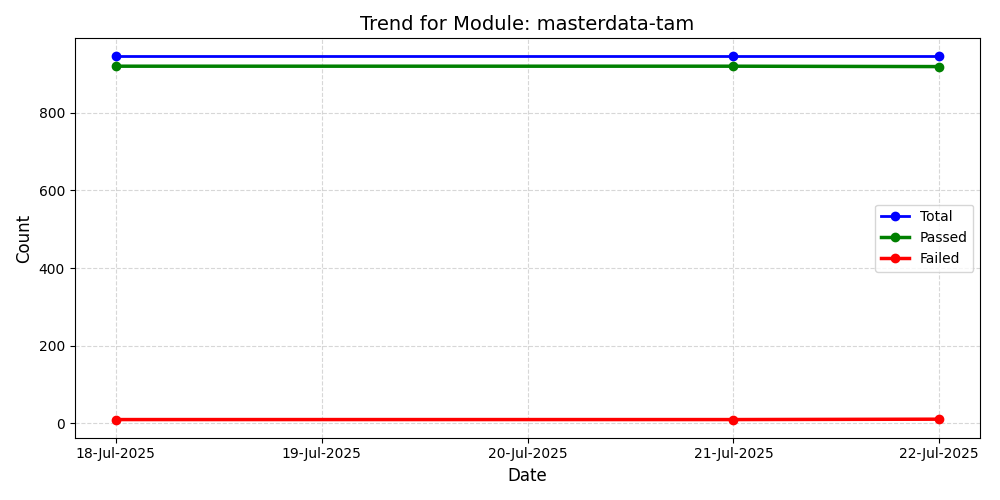 Trend for Module: masterdata-tam
Count
800
600
400
200
0
Total
Passed
Failed
18-Jul-2025
19-Jul-2025
20-Jul-2025
21-Jul-2025
22-Jul-2025
Date